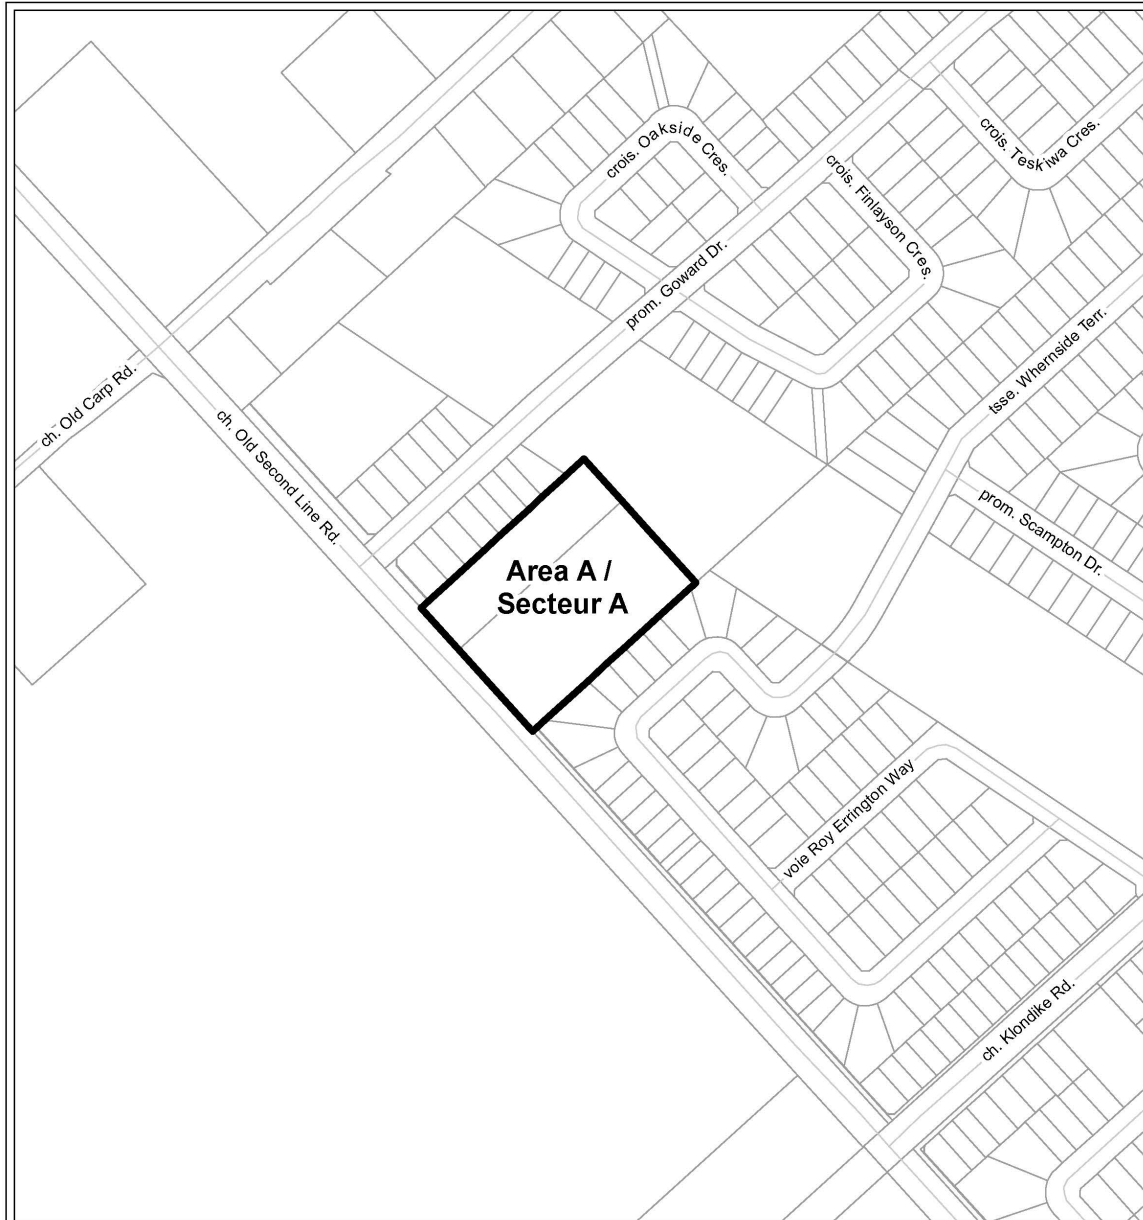 crois. Teskiwa Cres.
crois. Oakside Cres.
crois. Finlayson Cres.
prom. Goward Dr.
tsse. Whernside Terr.
ch. Old Carp Rd.
ch. Old Second Line Rd.
prom. Scampton Dr.
Area A /
Secteur A
voie Roy Errington Way
ch. Klondike Rd.